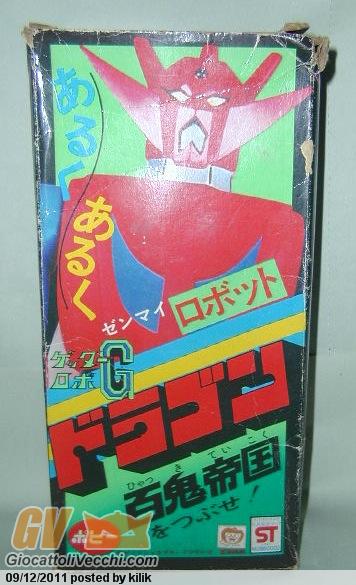 あるく
あるく
ゼンマイ ロボット
ゲッター
ロボ G
ドラゴン
ひゃっ き てい こく
百鬼帝国
をつぶせ!
ポピー
ST
GV
GiocattoliVecchi.com
09/12/2011 posted by kilik